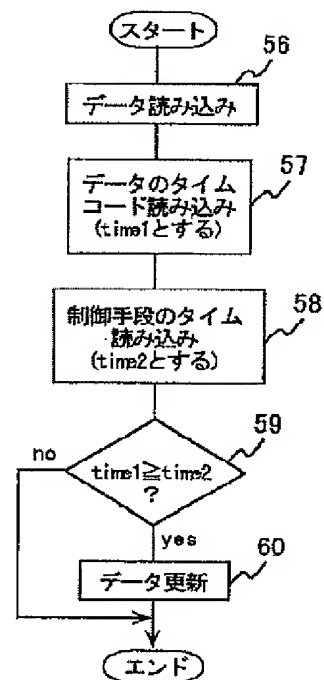 スタート
56
データ読み込み
57
データのタイム
コード読み込み
(time1とする)
58
制御手段のタイム
読み込み
(time2とする)
59
no
time1≧time2
?
yes
60
データ更新
エンド